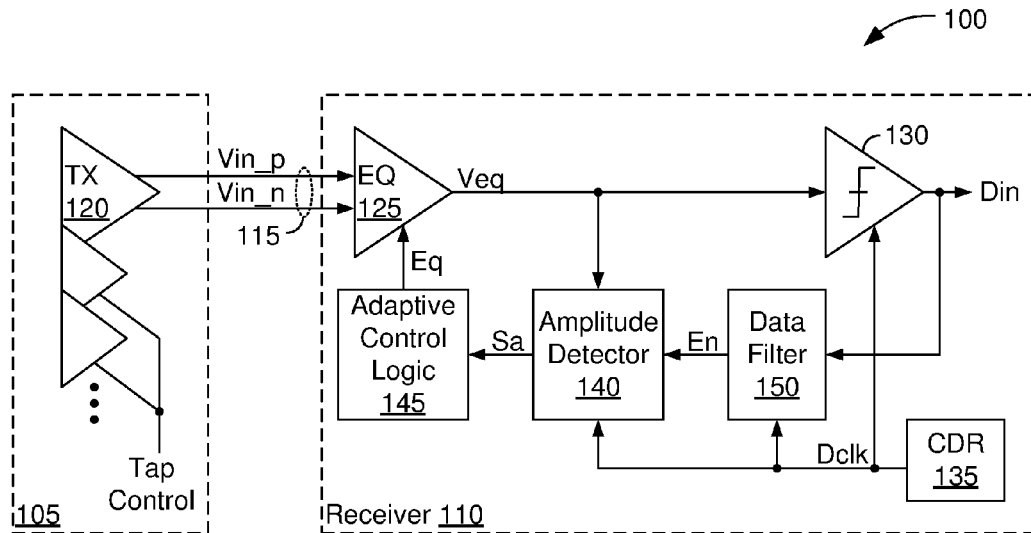 100
130
TX
120
Vin_p
Vin_n
115
EQ
125
Veq
Din
Eq
Adaptive
Control
Logic
145
Sa
Amplitude
Detector
140
En
Data
Filter
150
Dclk
CDR
135
Tap
Control
105
Receiver 110